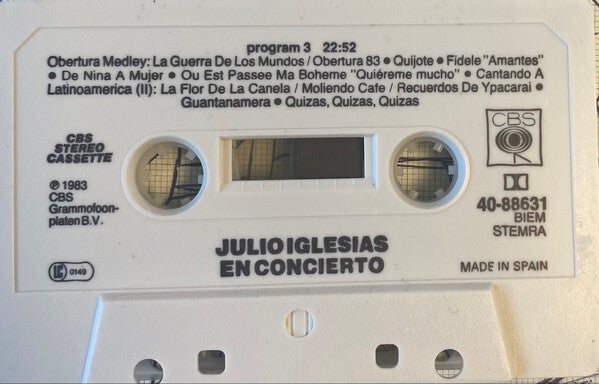 program 3 22:52
Obertura Medley: La Guerra De Los Mundos / Obertura 83 • Quijote • Fidele "Amantes"
• De Nina A Mujer • Ou Est Passee Ma Boheme "Quiéreme mucho" • Cantando A
Latinoamerica (II): La Flor De La Canela / Moliendo Cafe / Recuerdos De Ypacarai •
Guantanamera • Quizas, Quizas, Quizas
CBS
STEREO
CASSETTE
CBS
℗ 1983
CBS
Grammofoon-
platen B.V.
40-88631
BIEM
STEMRA
JULIO IGLESIAS
EN CONCIERTO
LC 0149
MADE IN SPAIN